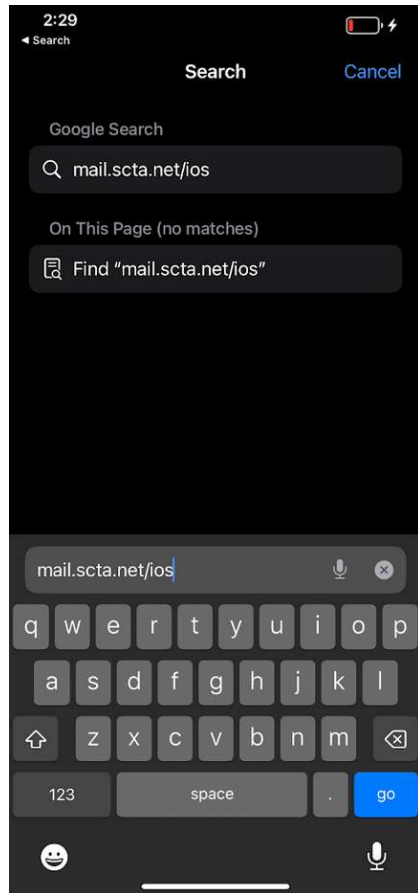 2:29
◀ Search
Search
Cancel
Google Search
mail.scta.net/ios
On This Page (no matches)
Find “mail.scta.net/ios”
mail.scta.net/ios
q w e r t y u i o p
a s d f g h j k l
z x c v b n m
123 space . go